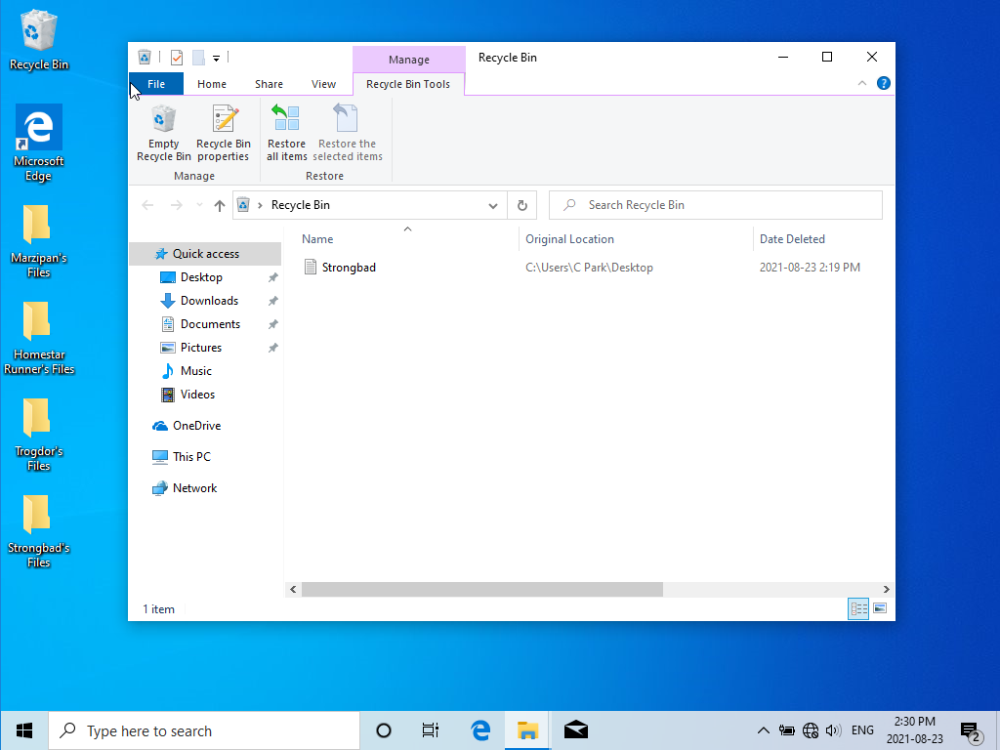 Recycle Bin
Microsoft
Edge
Marzipan's
Files
Homestar
Runner's Files
Trogdor's
Files
Strongbad's
Files
Manage
Recycle Bin
File
Home
Share
View
Recycle Bin Tools
Empty
Recycle Bin
Recycle Bin
properties
Restore
all items
Restore the
selected items
Manage
Restore
Recycle Bin
Search Recycle Bin
Name
Original Location
Date Deleted
Strongbad
C:\Users\C Park\Desktop
2021-08-23 2:19 PM
Quick access
Desktop
Downloads
Documents
Pictures
Music
Videos
OneDrive
This PC
Network
1 item
Type here to search
ENG
2:30 PM
2021-08-23
2